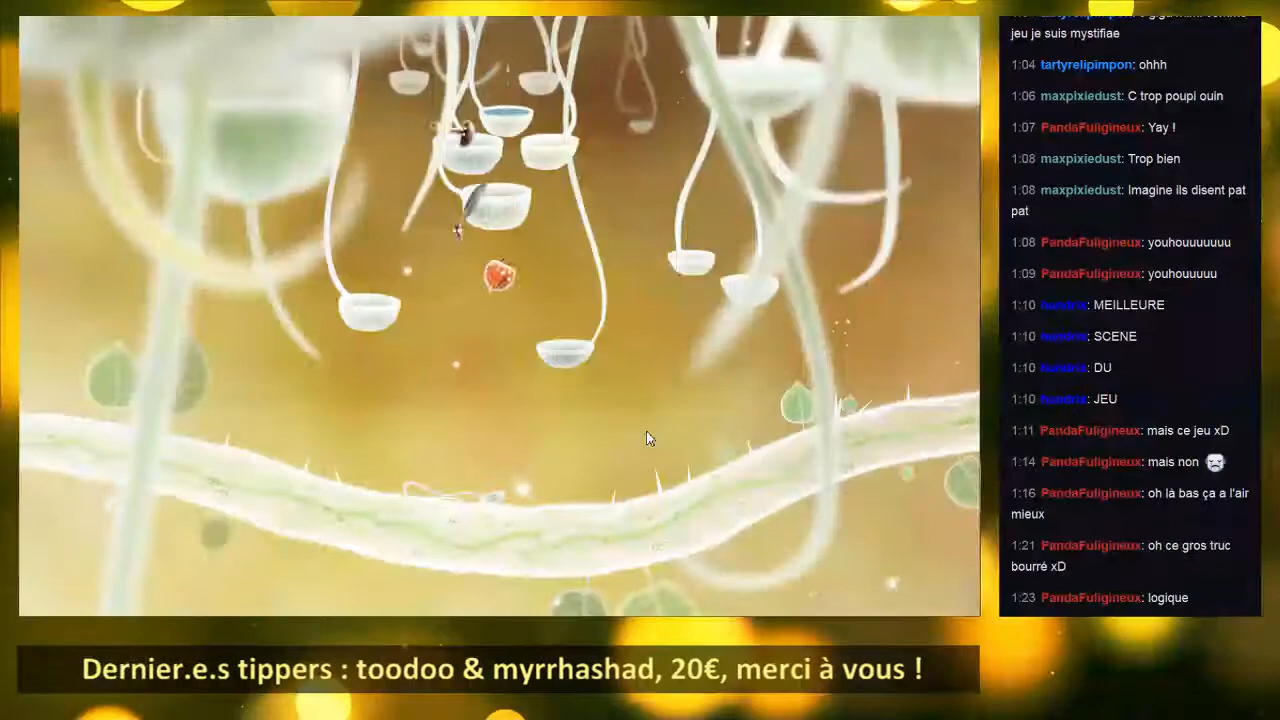 jeu je suis mystifiae
1:04 tartyrelipimpon: ohhh
1:06 maxpixiedust: C trop poupi ouin
1:07 PandaFuligineux: Yay !
1:08 maxpixiedust: Trop bien
1:08 maxpixiedust: Imagine ils disent pat
pat
1:08 PandaFuligineux: youhouuuuuuu
1:09 PandaFuligineux: youhouuuuu
1:10 hundrix: MEILLEURE
1:10 hundrix: SCENE
1:10 hundrix: DU
1:10 hundrix: JEU
1:11 PandaFuligineux: mais ce jeu xD
1:14 PandaFuligineux: mais non
1:16 PandaFuligineux: oh là bas ça a l'air
mieux
1:21 PandaFuligineux: oh ce gros truc
bourré xD
1:23 PandaFuligineux: logique
Dernier.e.s tippers : toodoo & myrrhashad, 20€, merci à vous !